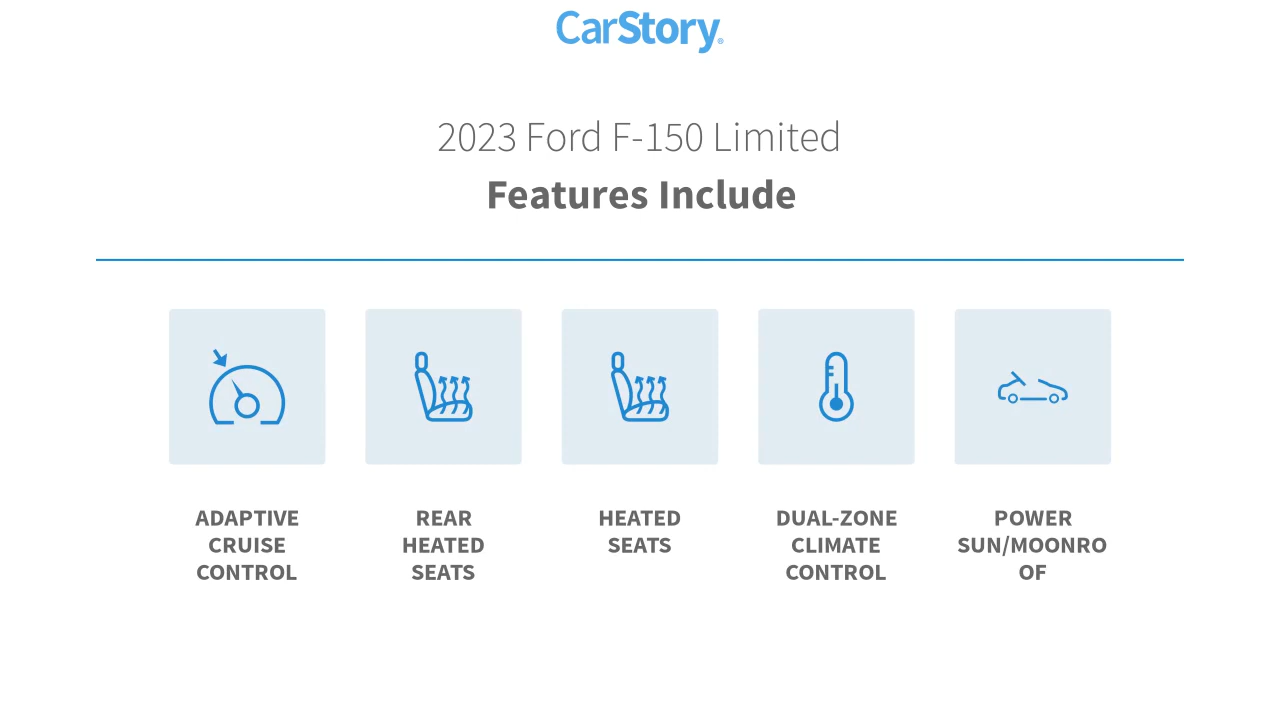 CarStory®
2023 Ford F-150 Limited
Features Include
ADAPTIVE
CRUISE
CONTROL
REAR
HEATED
SEATS
HEATED
SEATS
DUAL-ZONE
CLIMATE
CONTROL
POWER
SUN/MOONRO
OF